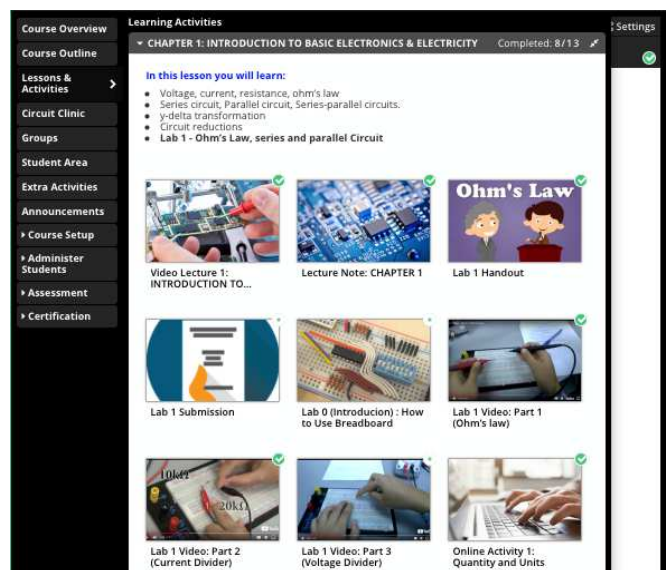 Course Overview
Course Outline
Lessons &
Activities
Circuit Clinic
Groups
Student Area
Extra Activities
Announcements
Course Setup
Administer
Students
Assessment
Certification
Learning Activities
CHAPTER 1: INTRODUCTION TO BASIC ELECTRONICS & ELECTRICITY Completed: 8/13
Settings
In this lesson you will learn:
Voltage, current, resistance, ohm's law
Series circuit, Parallel circuit, Series-parallel circuits.
y-delta transformation
Circuit reductions
Lab 1 - Ohm's Law, series and parallel Circuit
Ohm's Law
Video Lecture 1:
INTRODUCTION TO...
Lecture Note: CHAPTER 1
Lab 1 Handout
Lab 1 Submission
Lab 0 (Introducion) : How
to Use Breadboard
Lab 1 Video: Part 1
(Ohm's law)
10kΩ
20kΩ
Lab 1 Video: Part 2
(Current Divider)
Lab 1 Video: Part 3
(Voltage Divider)
Online Activity 1:
Quantity and Units